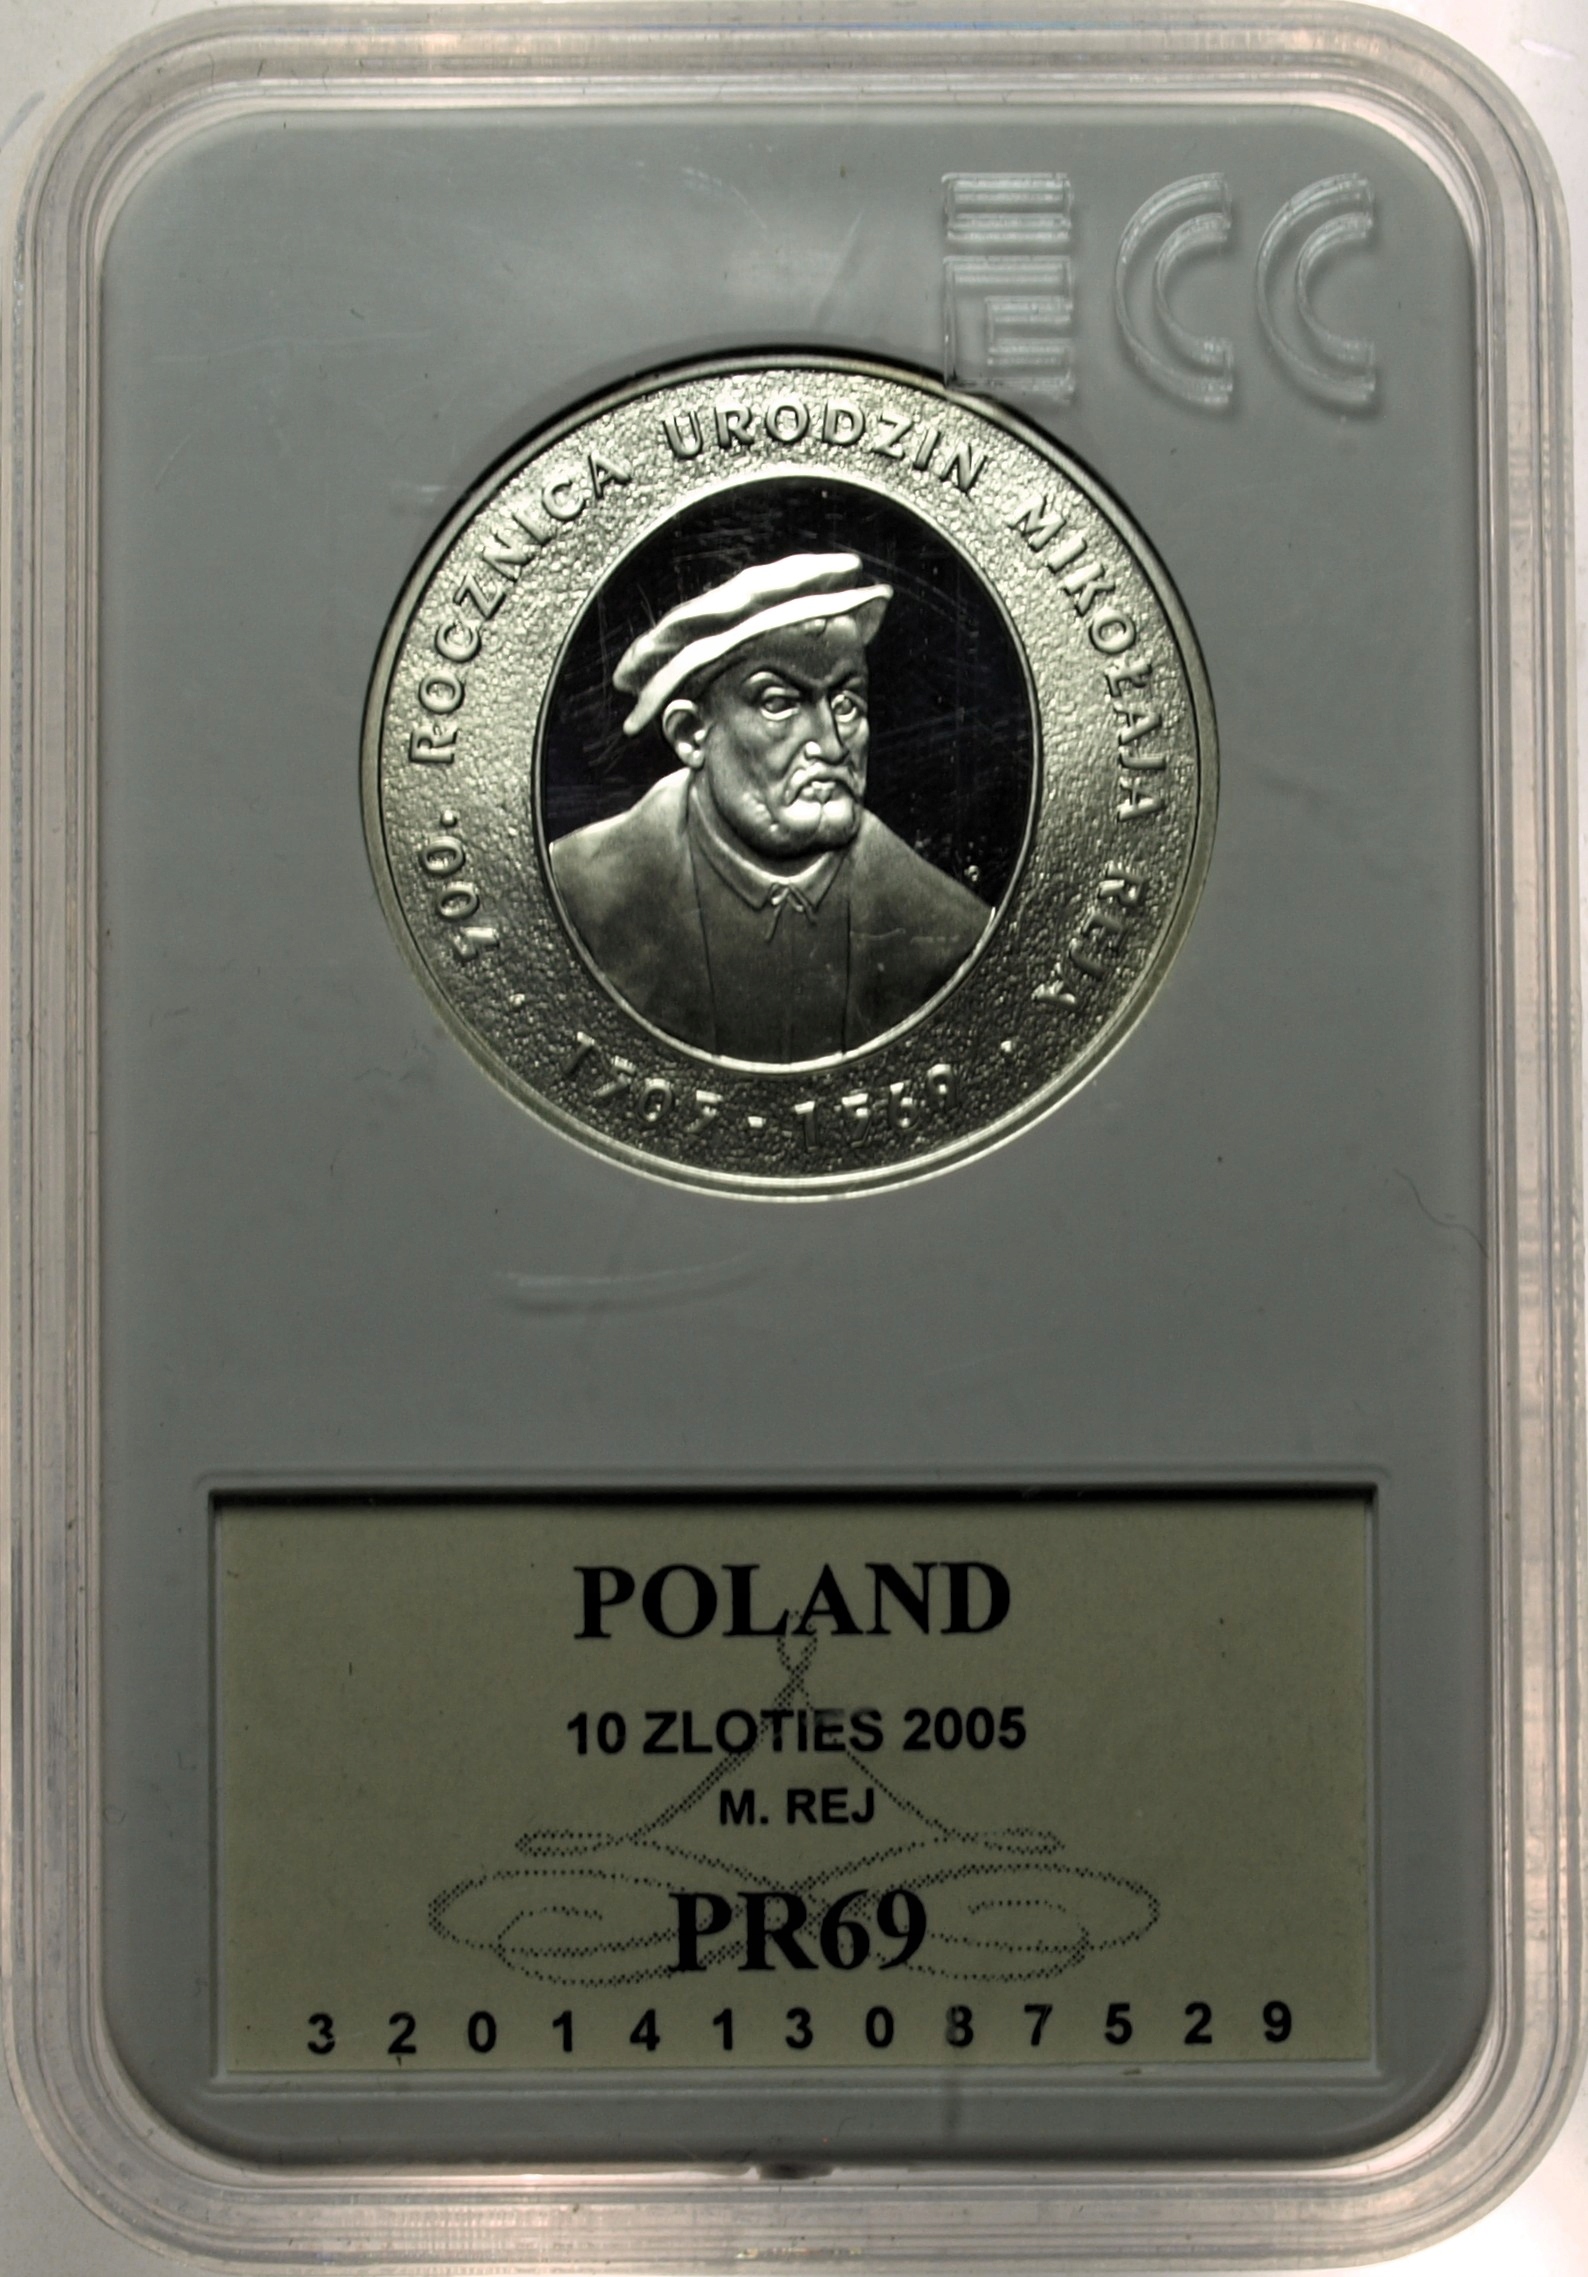 ECC
500. ROCZNICA URODZIN MIKOŁAJA REJA
1505 - 1569
POLAND
10 ZLOTIES 2005
M. REJ
PR69
3 2 0 1 4 1 3 0 8 7 5 2 9